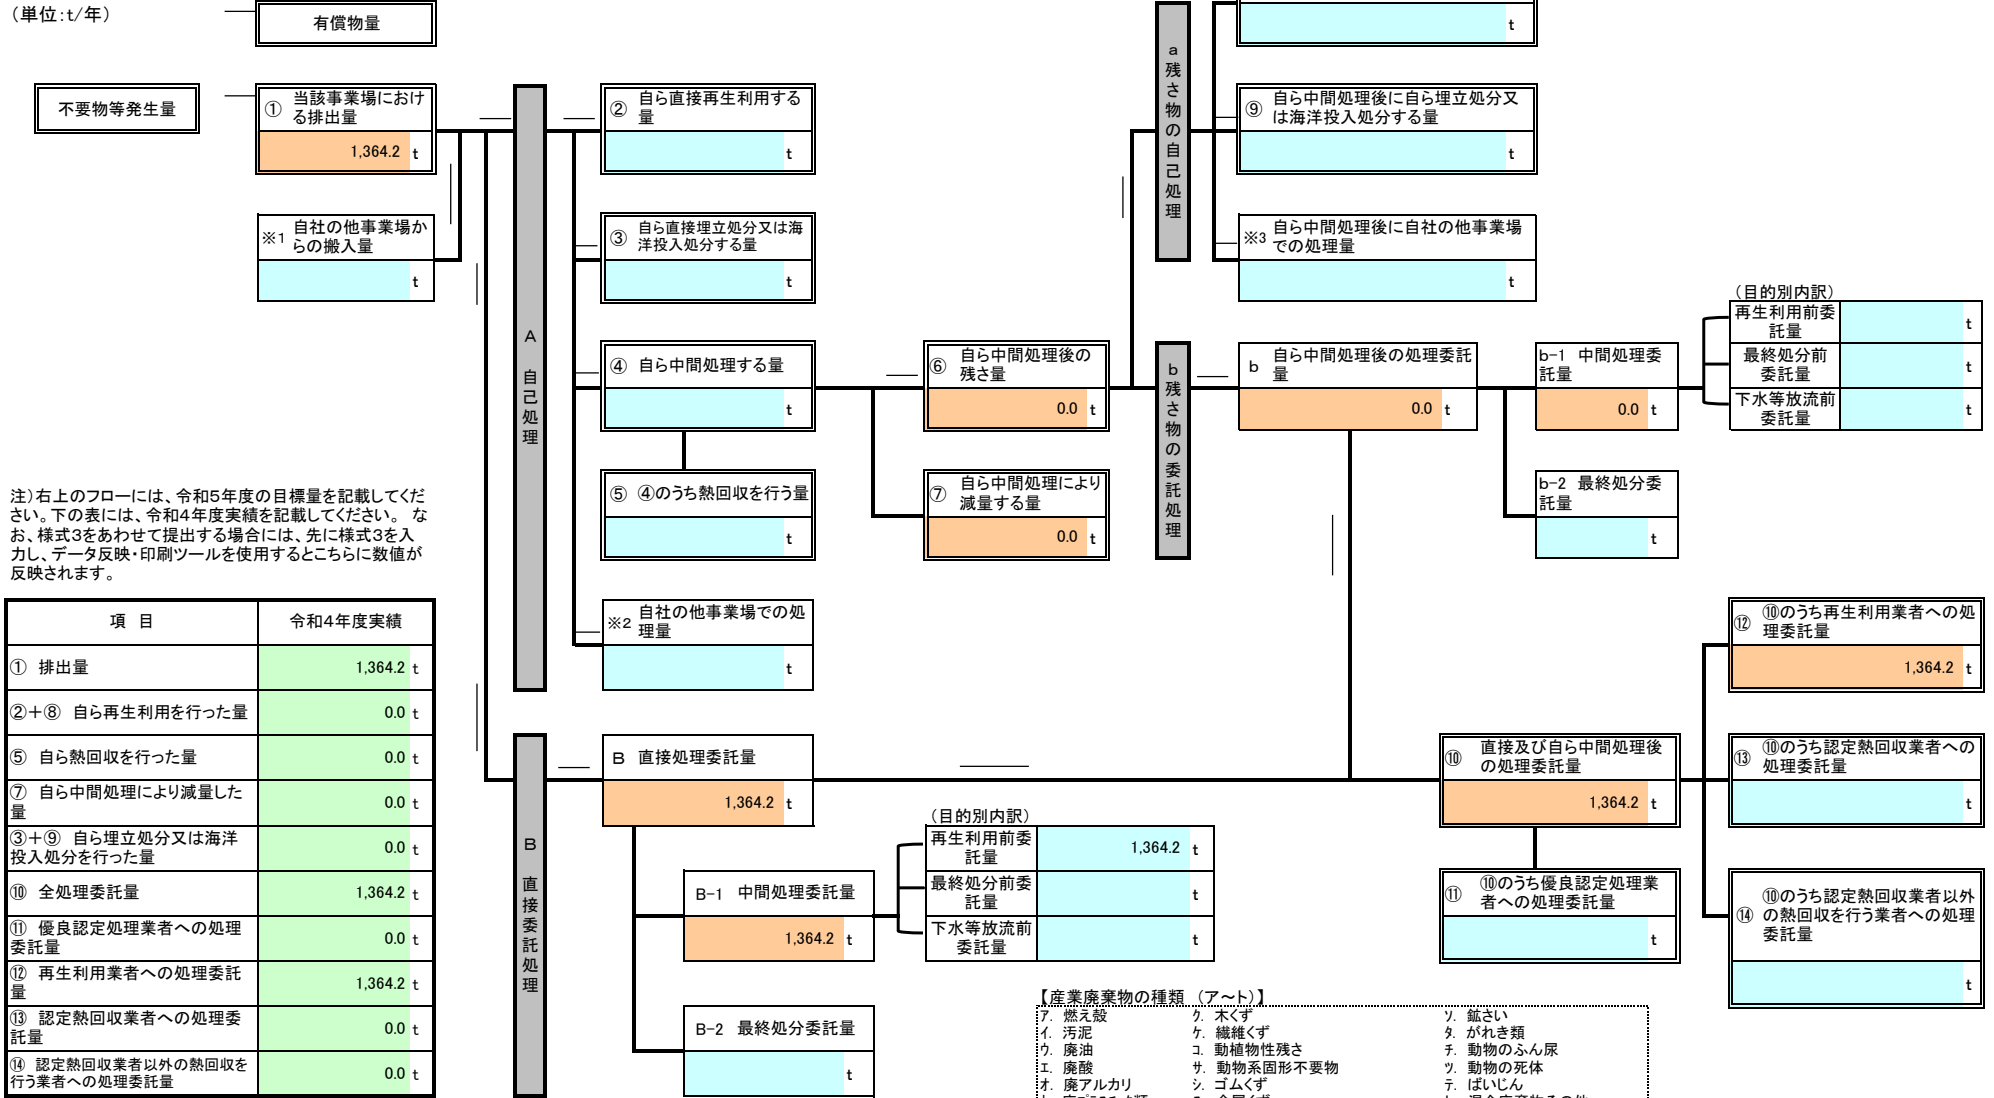 （単位:t/年）
有償物量
t
不要物等発生量
① 当該事業場におけ
る排出量
1,364.2 t
※1 自社の他事業場か
らの搬入量
t
A 自己処理
② 自ら直接再生利用する
量
t
③ 自ら直接埋立処分又は海
洋投入処分する量
t
④ 自ら中間処理する量
t
⑤ ④のうち熱回収を行う量
t
※2 自社の他事業場での処
理量
t
⑥ 自ら中間処理後の
残さ量
0.0 t
⑦ 自ら中間処理により
減量する量
0.0 t
a 残さ物の自己処理
⑨ 自ら中間処理後に自ら埋立処分又
は海洋投入処分する量
t
※3 自ら中間処理後に自社の他事業場
での処理量
t
b 残さ物の委託処理
b 自ら中間処理後の処理委託
量
0.0 t
b-1 中間処理委
託量
0.0 t
b-2 最終処分委
託量
t
（目的別内訳）
再生利用前委
託量
t
最終処分前
委託量
t
下水等放流前
委託量
t
注）右上のフローには、令和5年度の目標量を記載してくだ
さい。下の表には、令和4年度実績を記載してください。 な
お、様式3をあわせて提出する場合には、先に様式3を入
力し、データ反映・印刷ツールを使用するとこちらに数値が
反映されます。
項 目 令和4年度実績
① 排出量 1,364.2 t
②＋⑧ 自ら再生利用を行った量 0.0 t
⑤ 自ら熱回収を行った量 0.0 t
⑦ 自ら中間処理により減量した
量 0.0 t
③＋⑨ 自ら埋立処分又は海洋
投入処分を行った量 0.0 t
⑩ 全処理委託量 1,364.2 t
⑪ 優良認定処理業者への処理
委託量 0.0 t
⑫ 再生利用業者への処理委託
量 1,364.2 t
⑬ 認定熱回収業者への処理委
託量 0.0 t
⑭ 認定熱回収業者以外の熱回収を
行う業者への処理委託量 0.0 t
B 直接委託処理
B 直接処理委託量
1,364.2 t
B-1 中間処理委託量
1,364.2 t
B-2 最終処分委託量
t
（目的別内訳）
再生利用前委
託量
1,364.2 t
最終処分前委
託量
t
下水等放流前
委託量
t
⑩ 直接及び自ら中間処理後
の処理委託量
1,364.2 t
⑪ ⑩のうち優良認定処理業
者への処理委託量
t
⑫ ⑩のうち再生利用業者への処
理委託量
1,364.2 t
⑬ ⑩のうち認定熱回収業者への
処理委託量
t
⑭ ⑩のうち認定熱回収業者以外
の熱回収を行う業者への処理
委託量
t
【産業廃棄物の種類 （ア～ト）】
ｱ. 燃え殻 ｸ. 木くず ｿ. 鉱さい
ｲ. 汚泥 ｹ. 繊維くず ﾀ. がれき類
ｳ. 廃油 ｺ. 動植物性残さ ﾁ. 動物のふん尿
ｴ. 廃酸 ｻ. 動物系固形不要物 ﾂ. 動物の死体
ｵ. 廃アルカリ ｼ. ゴムくず ﾃ. ばいじん